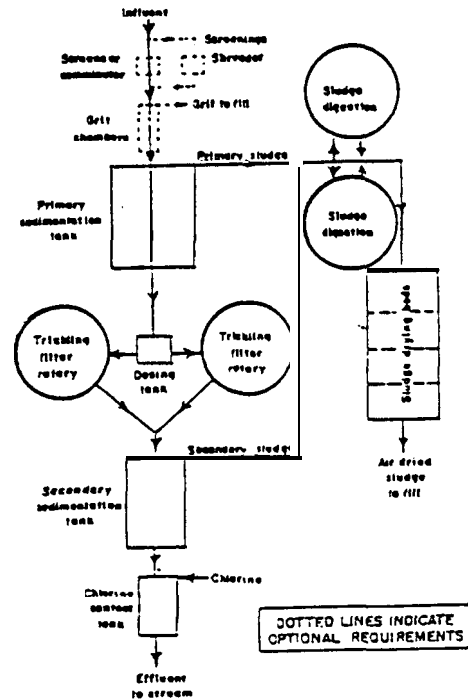 Influent
Screenings
Screen or
comminutor
Shredder
Grit to fill
Grit
chambers
Primary sludge
Primary
sedimentation
tank
Sludge
digestion
Sludge
digestion
Trickling
filter
rotary
Dosing
tank
Trickling
filter
rotary
Sludge drying beds
Secondary sludge
Air dried
sludge
to fill
Secondary
sedimentation
tank
Chlorine
Chlorine
contact
tank
DOTTED LINES INDICATE
OPTIONAL REQUIREMENTS
Effluent
to stream